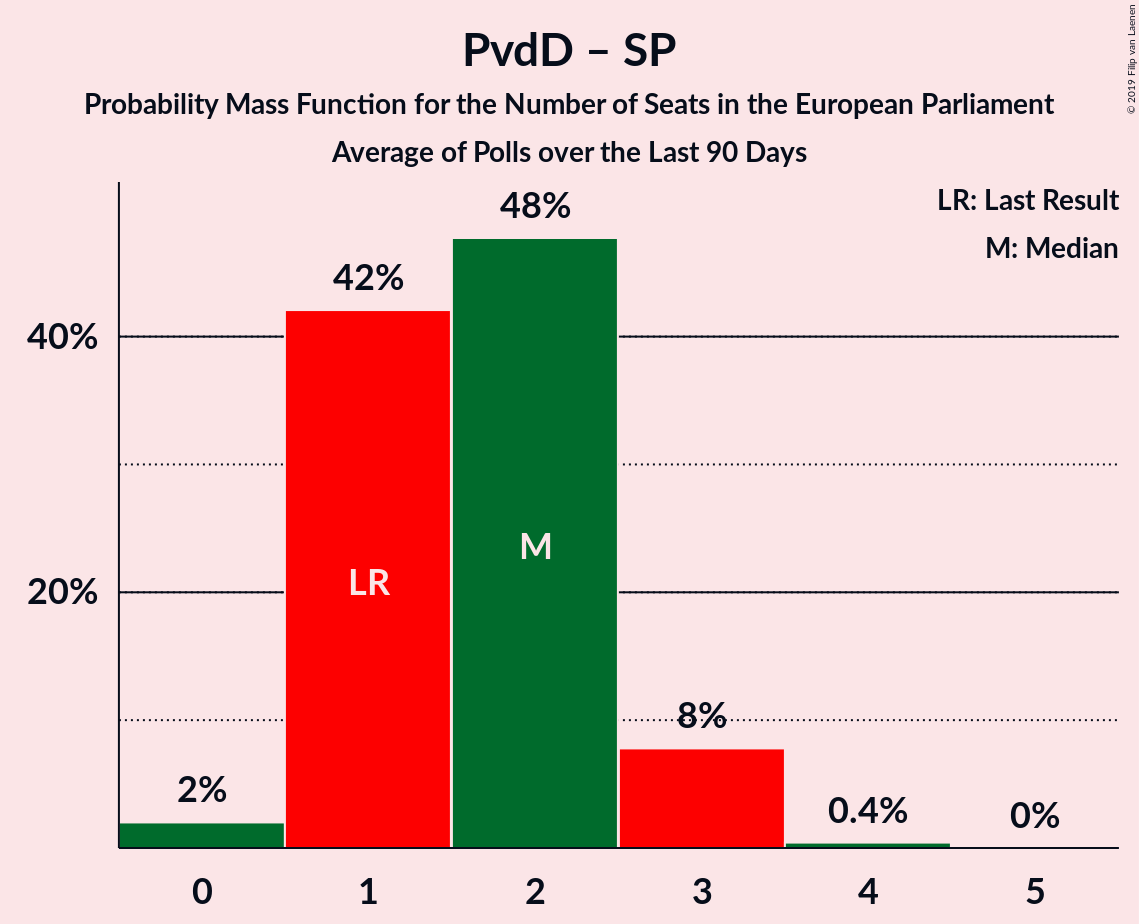 PvdD – SP
Probability Mass Function for the Number of Seats in the European Parliament
Average of Polls over the Last 90 Days
© 2019 Filip van Laenen
LR: Last Result
M: Median
48%
42%
40%
M
LR
20%
8%
2%
0.4%
0%
0 1 2 3 4 5